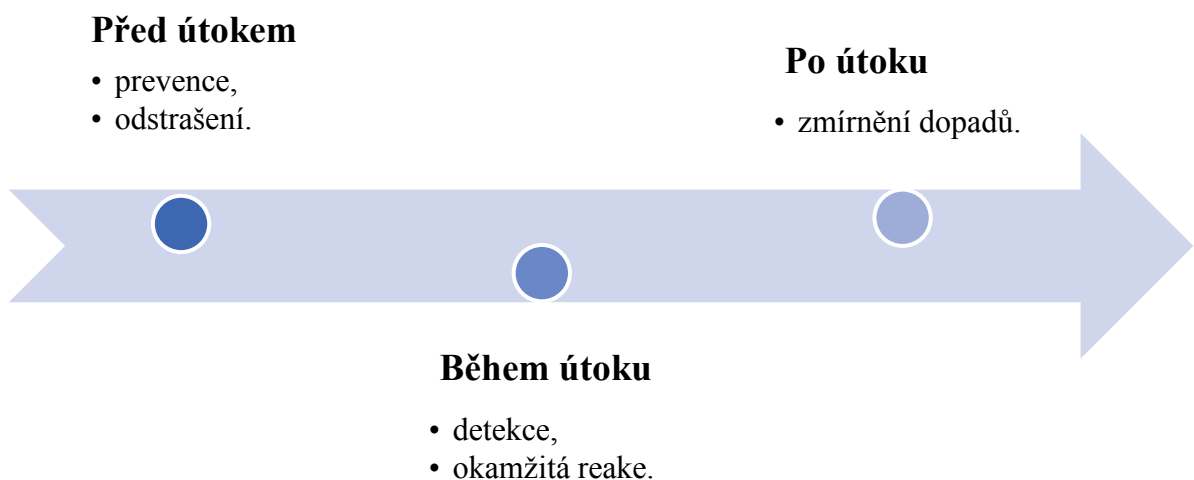 Před útokem
• prevence,
• odstrašení.
Během útoku
• detekce,
• okamžitá reake.
Po útoku
• zmírnění dopadů.